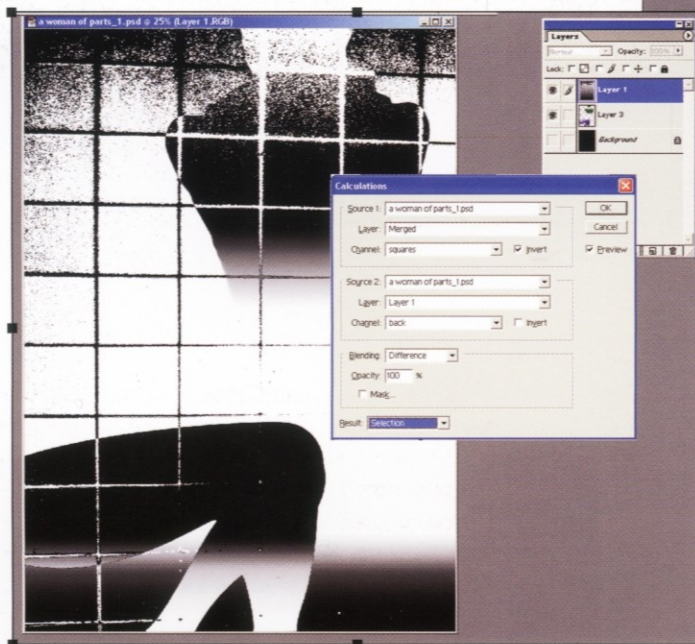 a woman of parts_1.psd @ 25% (Layer 1,RGB)
Layers
Normal Opacity: 100%
Lock:
Layer 1
Layer 3
Background
Calculations
Source 1: a woman of parts_1.psd
Layer: Merged
Channel: squares Invert
OK
Cancel
Preview
Source 2: a woman of parts_1.psd
Layer: Layer 1
Channel: back Invert
Blending: Difference
Opacity: 100 %
Mask...
Result: Selection